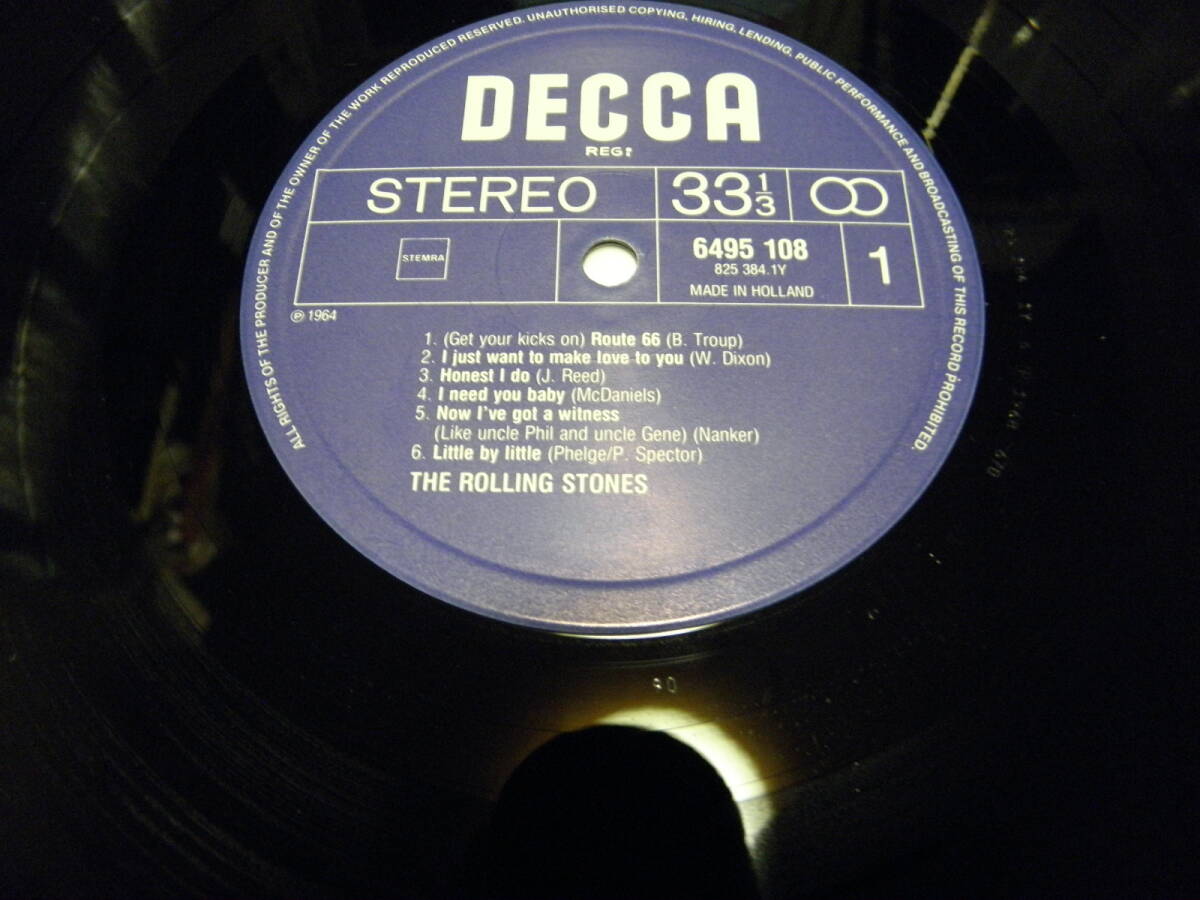 ALL RIGHTS OF THE PRODUCER AND OF THE OWNER OF THE WORK REPRODUCED RESERVED. UNAUTHORISED COPYING, HIRING, LENDING, PUBLIC PERFORMANCE AND BROADCASTING OF THIS RECORD PROHIBITED.
DECCA
REGD
STEREO 33 1/3
STEMRA
6495 108
825 384.1Y
MADE IN HOLLAND
1
℗ 1964
1. (Get your kicks on) Route 66 (B. Troup)
2. I just want to make love to you (W. Dixon)
3. Honest I do (J. Reed)
4. I need you baby (McDaniels)
5. Now I've got a witness
(Like uncle Phil and uncle Gene) (Nanker)
6. Little by little (Phelge/P. Spector)
THE ROLLING STONES